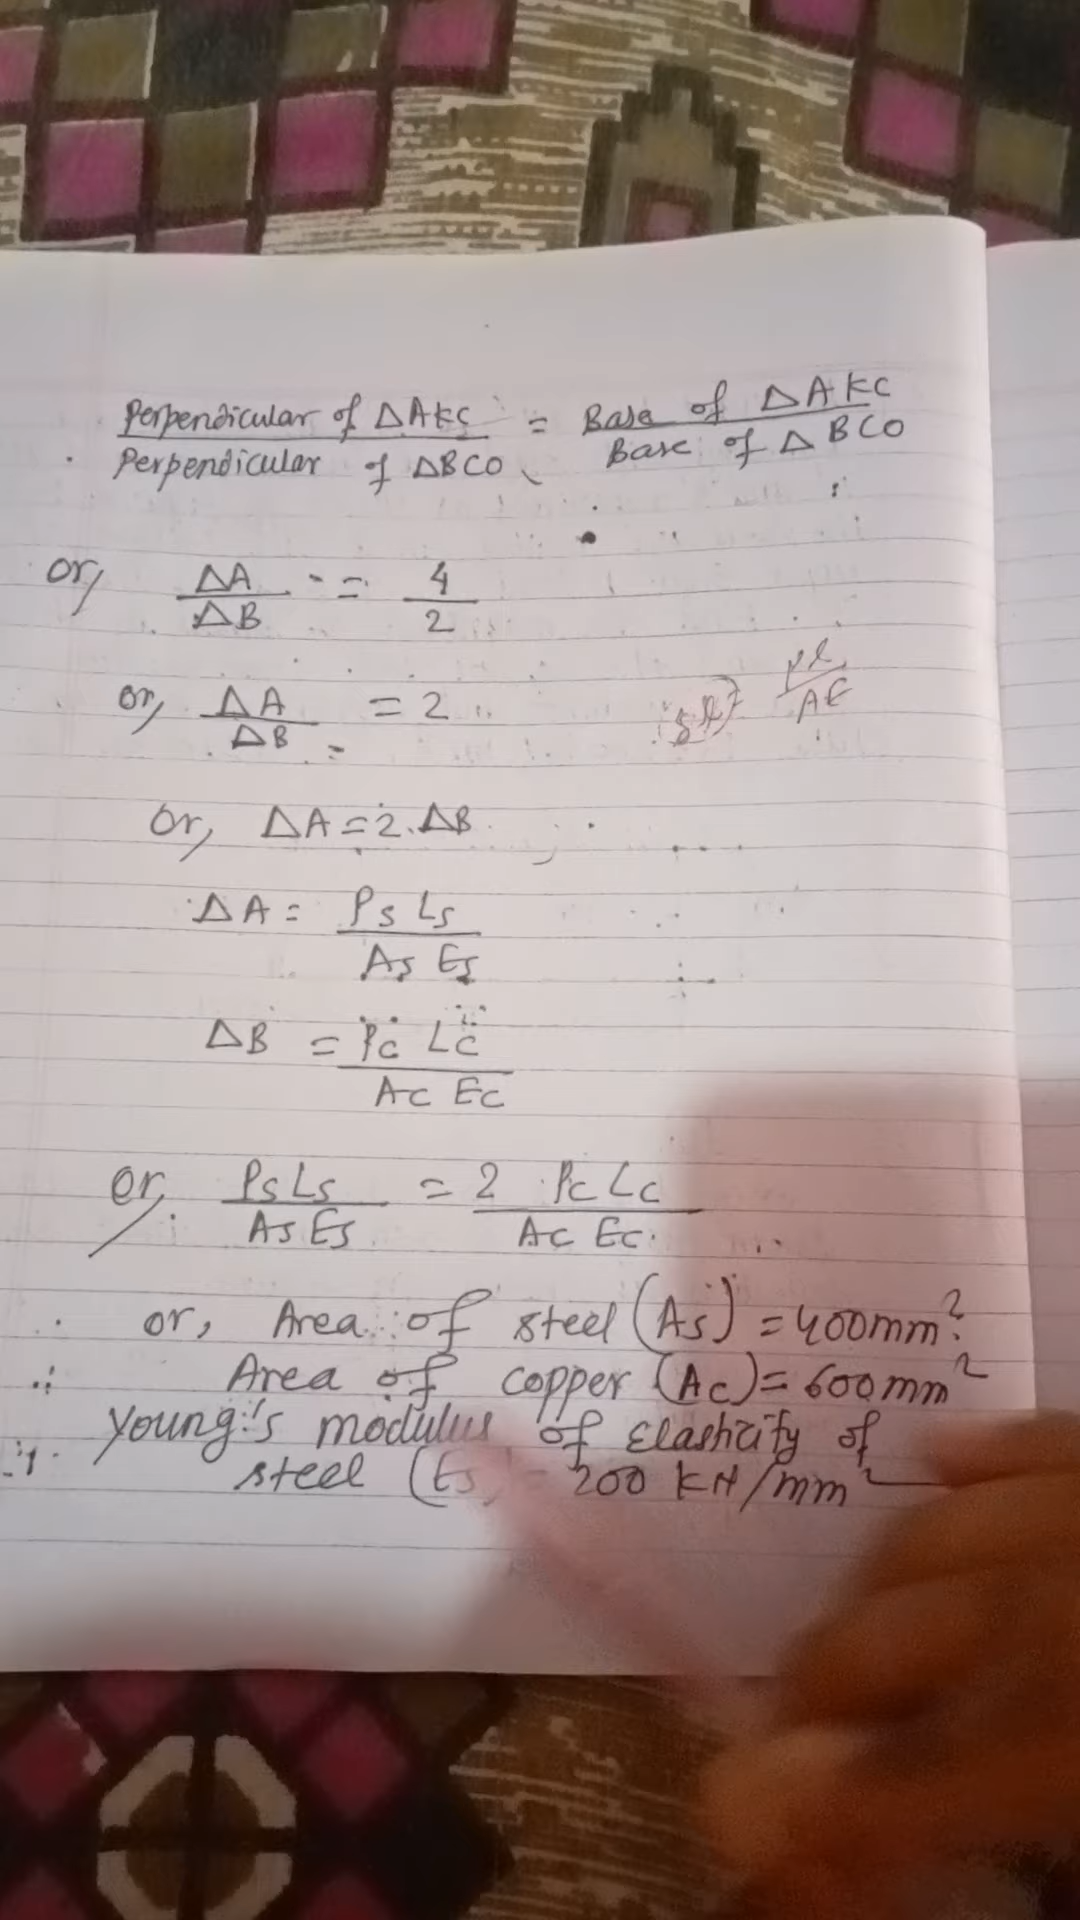 Perpendicular of ΔAKC = Base of ΔAKC
Perpendicular of ΔBCO Base of ΔBCO
or, ΔA/ΔB = 4/2
or, ΔA/ΔB = 2
Pl/AE
or, ΔA = 2.ΔB
ΔA = Ps Ls/As Es
ΔB = Pc Lc/Ac Ec
or, Ps Ls/As Es = 2 Pc Lc/Ac Ec
or, Area of steel (As) = 400mm²
Area of copper (Ac) = 600mm²
Young's modulus of Elasticity of
steel (Es) = 200 KN/mm²